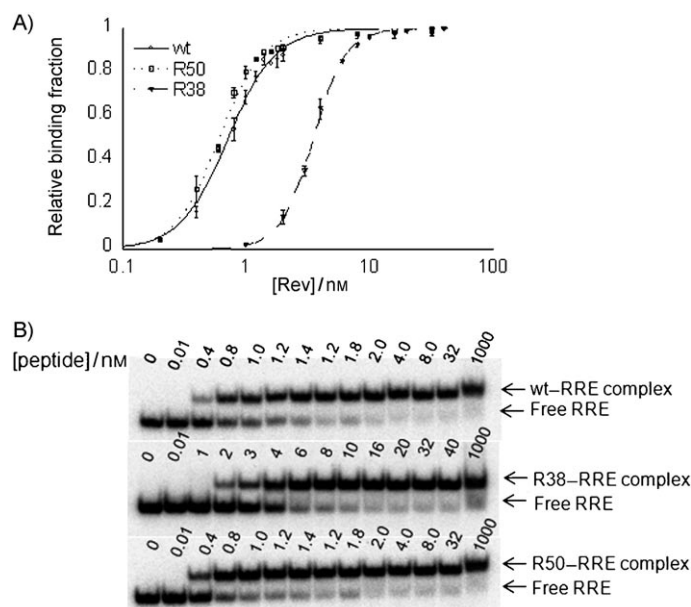 A)
1
0.8
0.6
0.4
0.2
0
Relative binding fraction
wt
R50
R38
0.1 1 10 100
[Rev]/nM
B)
[peptide]/nM
0 0.01 0.4 0.8 1.0 1.2 1.4 1.2 1.8 2.0 4.0 8.0 32 1000
wt–RRE complex
Free RRE
0 0.01 1 2 3 4 6 8 10 16 20 32 40 1000
R38–RRE complex
Free RRE
0 0.01 0.4 0.8 1.0 1.2 1.4 1.2 1.8 2.0 4.0 8.0 32 1000
R50–RRE complex
Free RRE